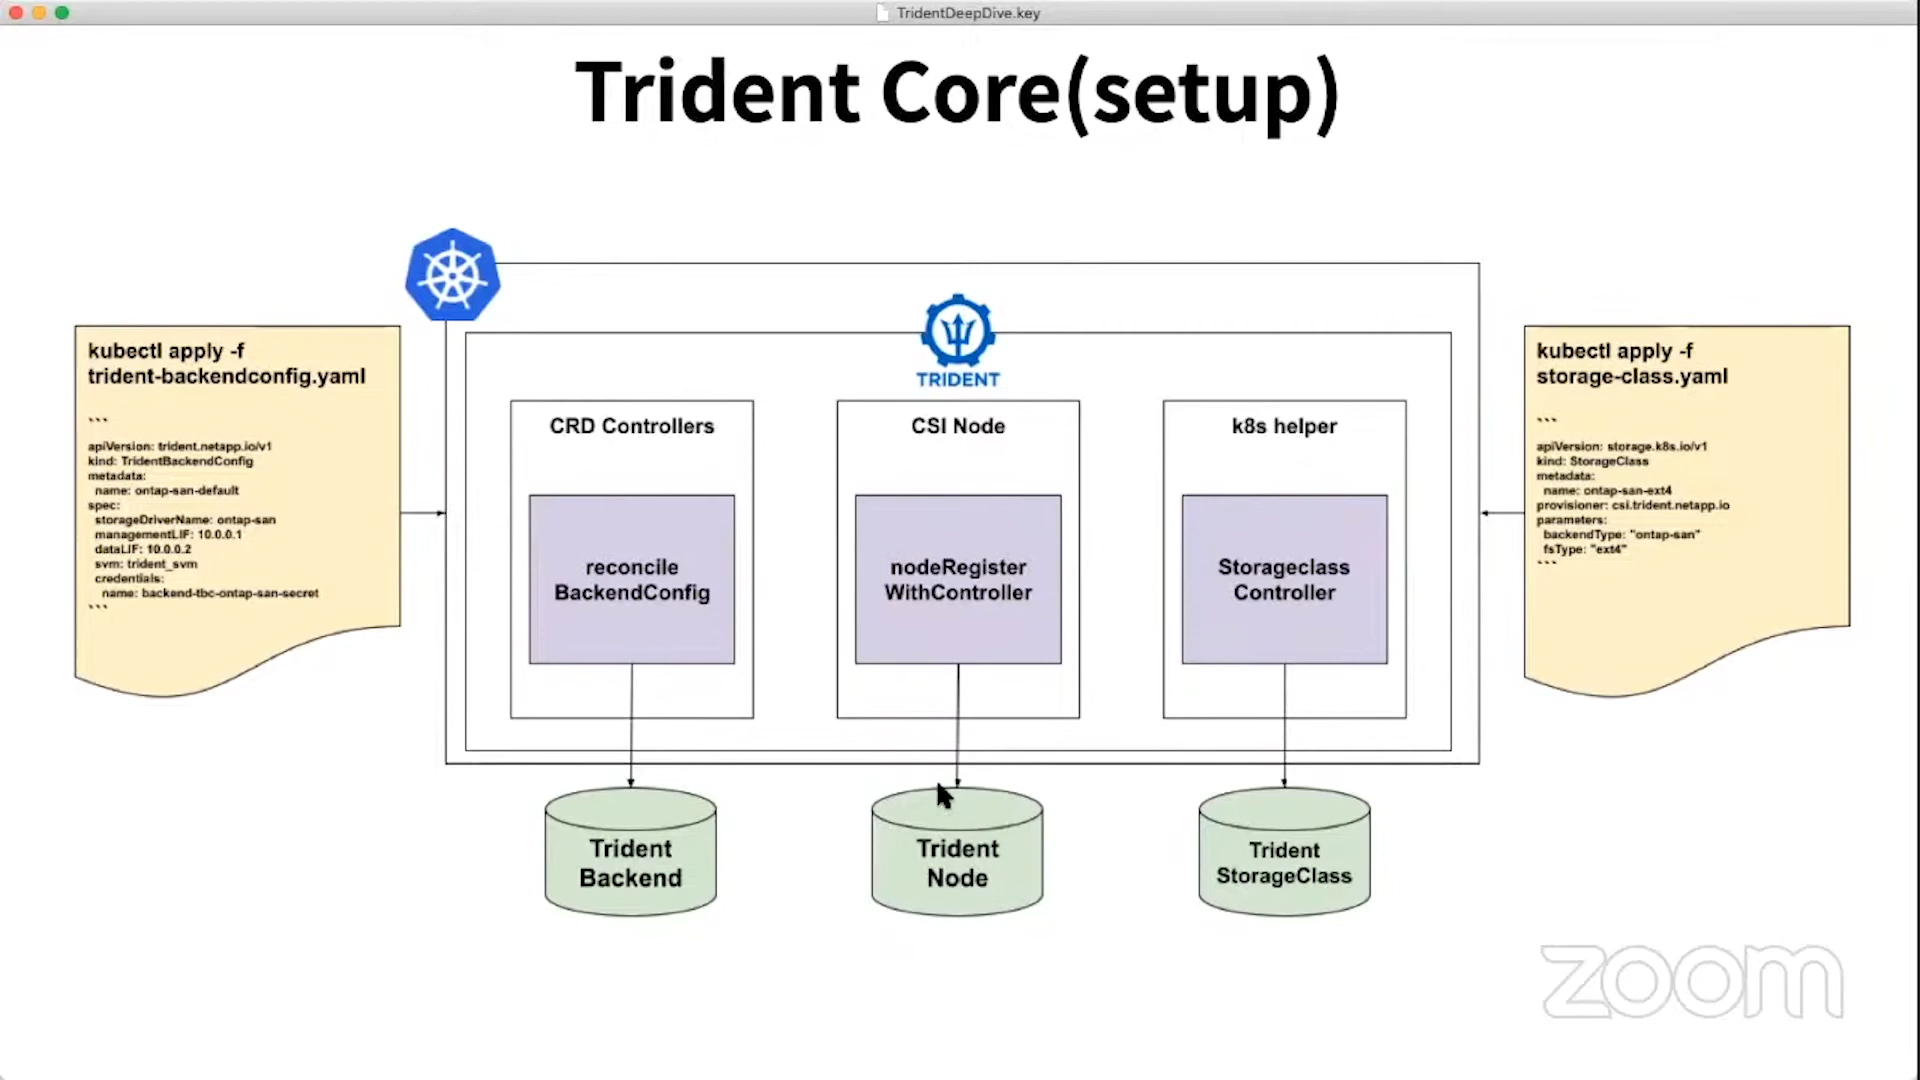 TridentDeepDive.key
Trident Core(setup)
kubectl apply -f
trident-backendconfig.yaml
```
apiVersion: trident.netapp.io/v1
kind: TridentBackendConfig
metadata:
  name: ontap-san-default
spec:
  storageDriverName: ontap-san
  managementLIF: 10.0.0.1
  dataLIF: 10.0.0.2
  svm: trident_svm
  credentials:
    name: backend-tbc-ontap-san-secret
```
TRIDENT
CRD Controllers
reconcile
BackendConfig
CSI Node
nodeRegister
WithController
k8s helper
Storageclass
Controller
kubectl apply -f
storage-class.yaml
```
apiVersion: storage.k8s.io/v1
kind: StorageClass
metadata:
  name: ontap-san-ext4
provisioner: csi.trident.netapp.io
parameters:
  backendType: "ontap-san"
  fsType: "ext4"
```
Trident
Backend
Trident
Node
Trident
StorageClass
zoom